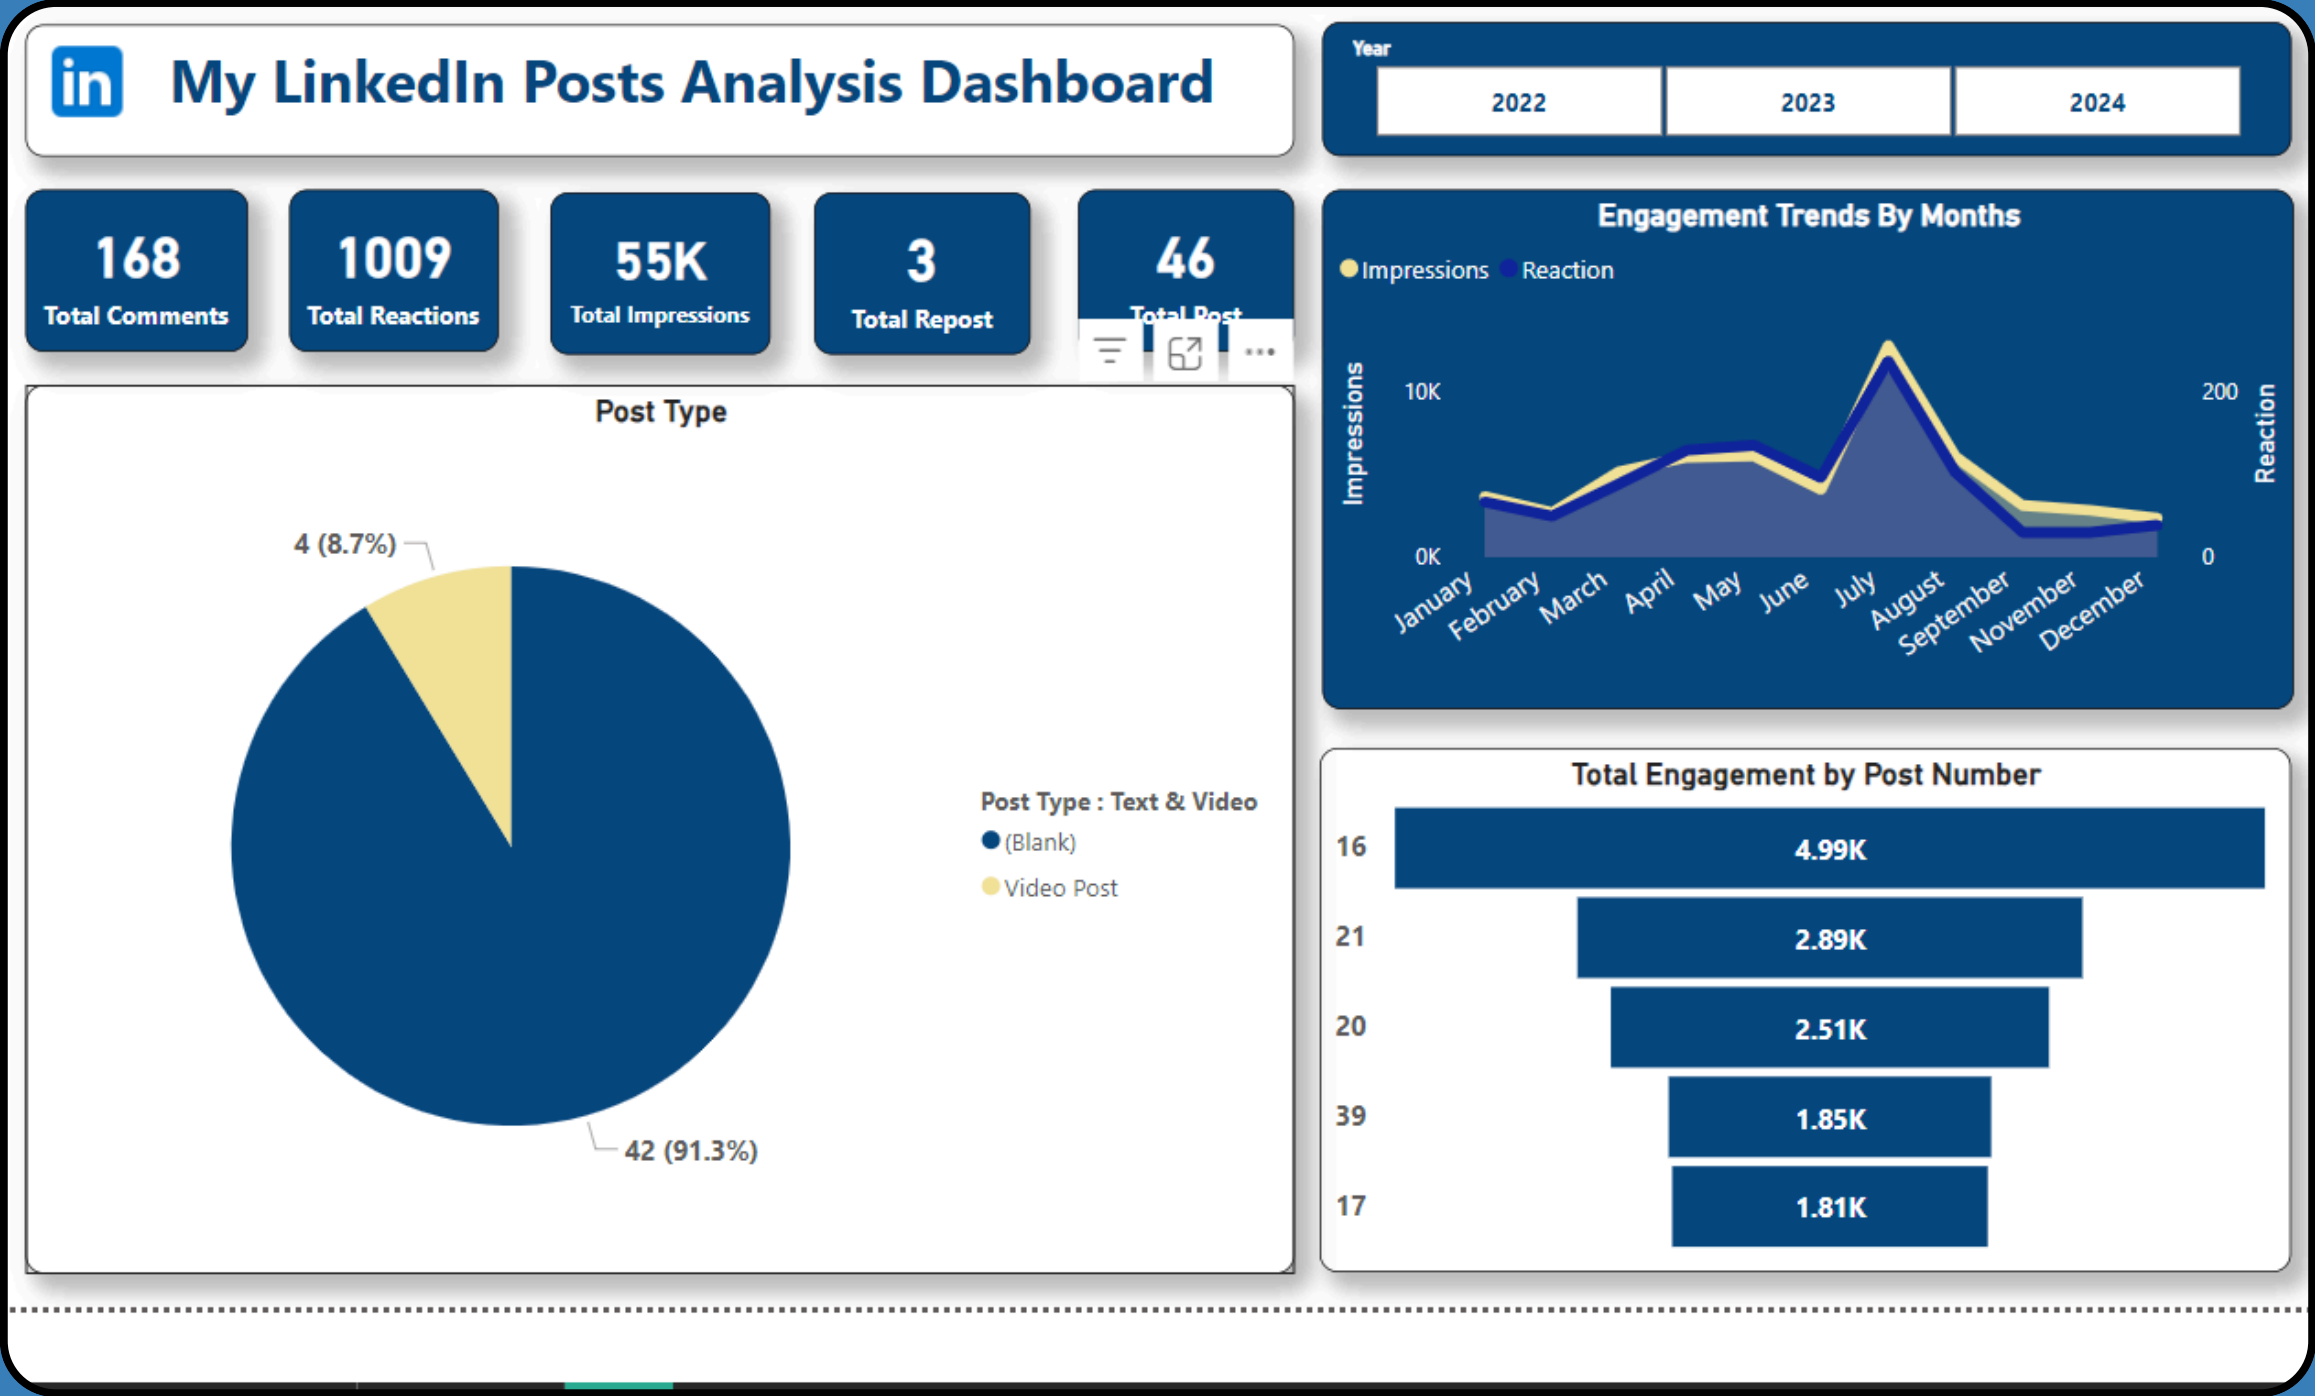 in
My LinkedIn Posts Analysis Dashboard
Year
2022
2023
2024
168
Total Comments
1009
Total Reactions
55K
Total Impressions
3
Total Repost
46
Total Post
Post Type
4 (8.7%)
42 (91.3%)
Post Type : Text & Video
(Blank)
Video Post
Engagement Trends By Months
Impressions
Reaction
Impressions
10K
0K
200
0
Reaction
January
February
March
April
May
June
July
August
September
November
December
Total Engagement by Post Number
16
4.99K
21
2.89K
20
2.51K
39
1.85K
17
1.81K